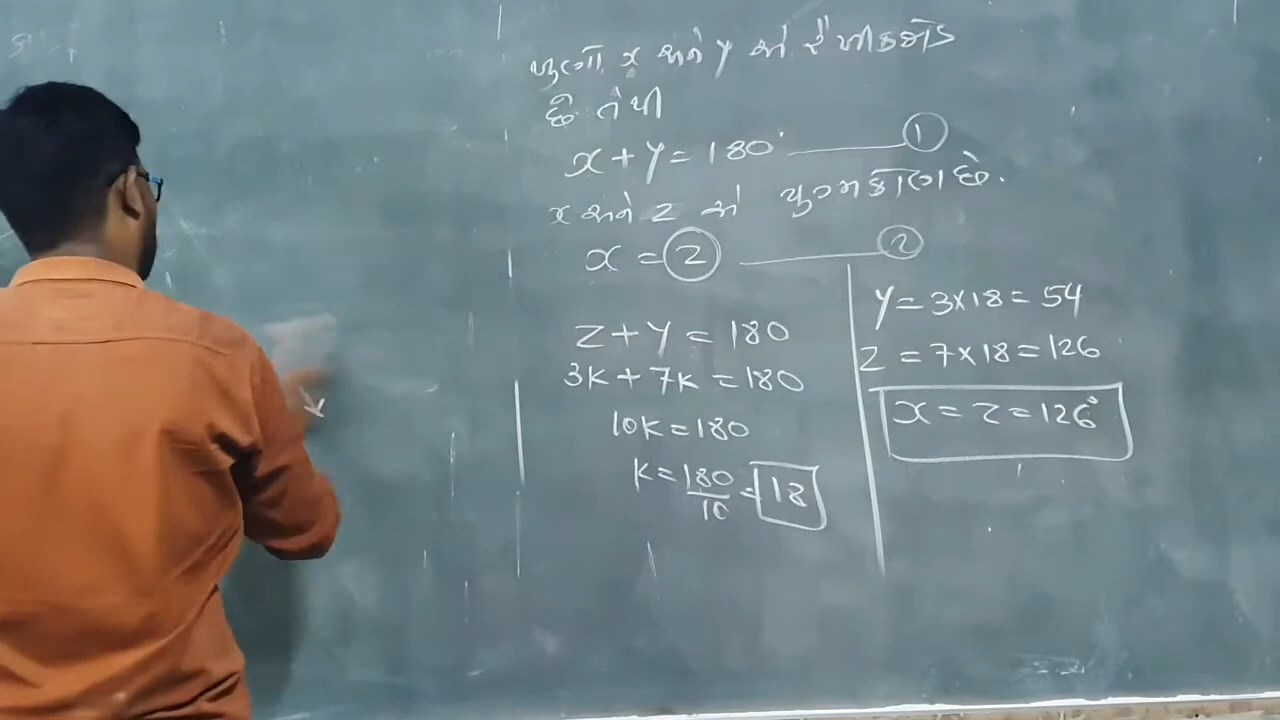 x અને y એ રૈખિકજોડ
છે. તેથી
x + y = 180° ——— ①
x અને z એ યુગ્મકોણ છે.
x = z ——— ②
z + y = 180
3k + 7k = 180
10k = 180
k = 180/10 = 18
y = 3×18 = 54
z = 7×18 = 126
x = z = 126°